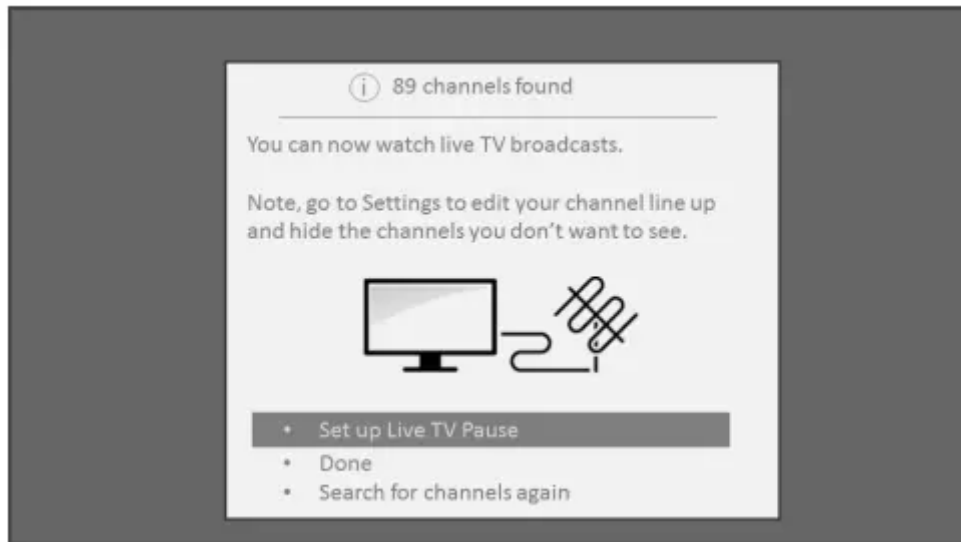 89 channels found
You can now watch live TV broadcasts.
Note, go to Settings to edit your channel line up
and hide the channels you don't want to see.
• Set up Live TV Pause
• Done
• Search for channels again